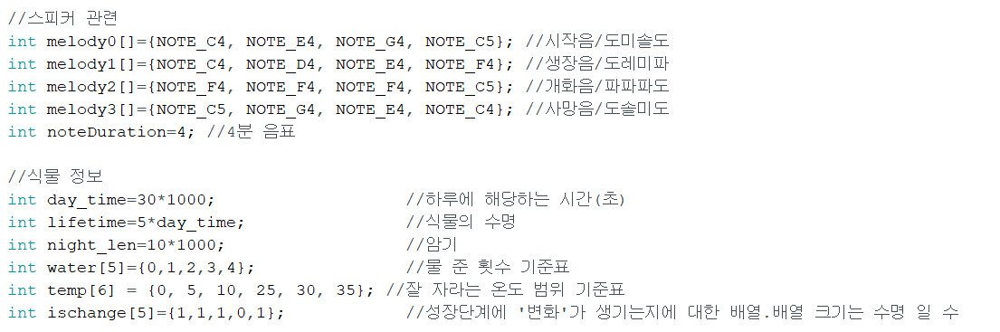 //스피커 관련
int melody0[]={NOTE_C4, NOTE_E4, NOTE_G4, NOTE_C5}; //시작음/도미솔도
int melody1[]={NOTE_C4, NOTE_D4, NOTE_E4, NOTE_F4}; //생장음/도레미파
int melody2[]={NOTE_F4, NOTE_F4, NOTE_F4, NOTE_C5}; //개화음/파파파도
int melody3[]={NOTE_C5, NOTE_G4, NOTE_E4, NOTE_C4}; //사망음/도솔미도
int noteDuration=4; //4분 음표
//식물 정보
int day_time=30*1000; //하루에 해당하는 시간(초)
int lifetime=5*day_time; //식물의 수명
int night_len=10*1000; //암기
int water[5]={0,1,2,3,4}; //물 준 횟수 기준표
int temp[6] = {0, 5, 10, 25, 30, 35}; //잘 자라는 온도 범위 기준표
int ischange[5]={1,1,1,0,1}; //성장단계에 '변화'가 생기는지에 대한 배열.배열 크기는 수명 일 수